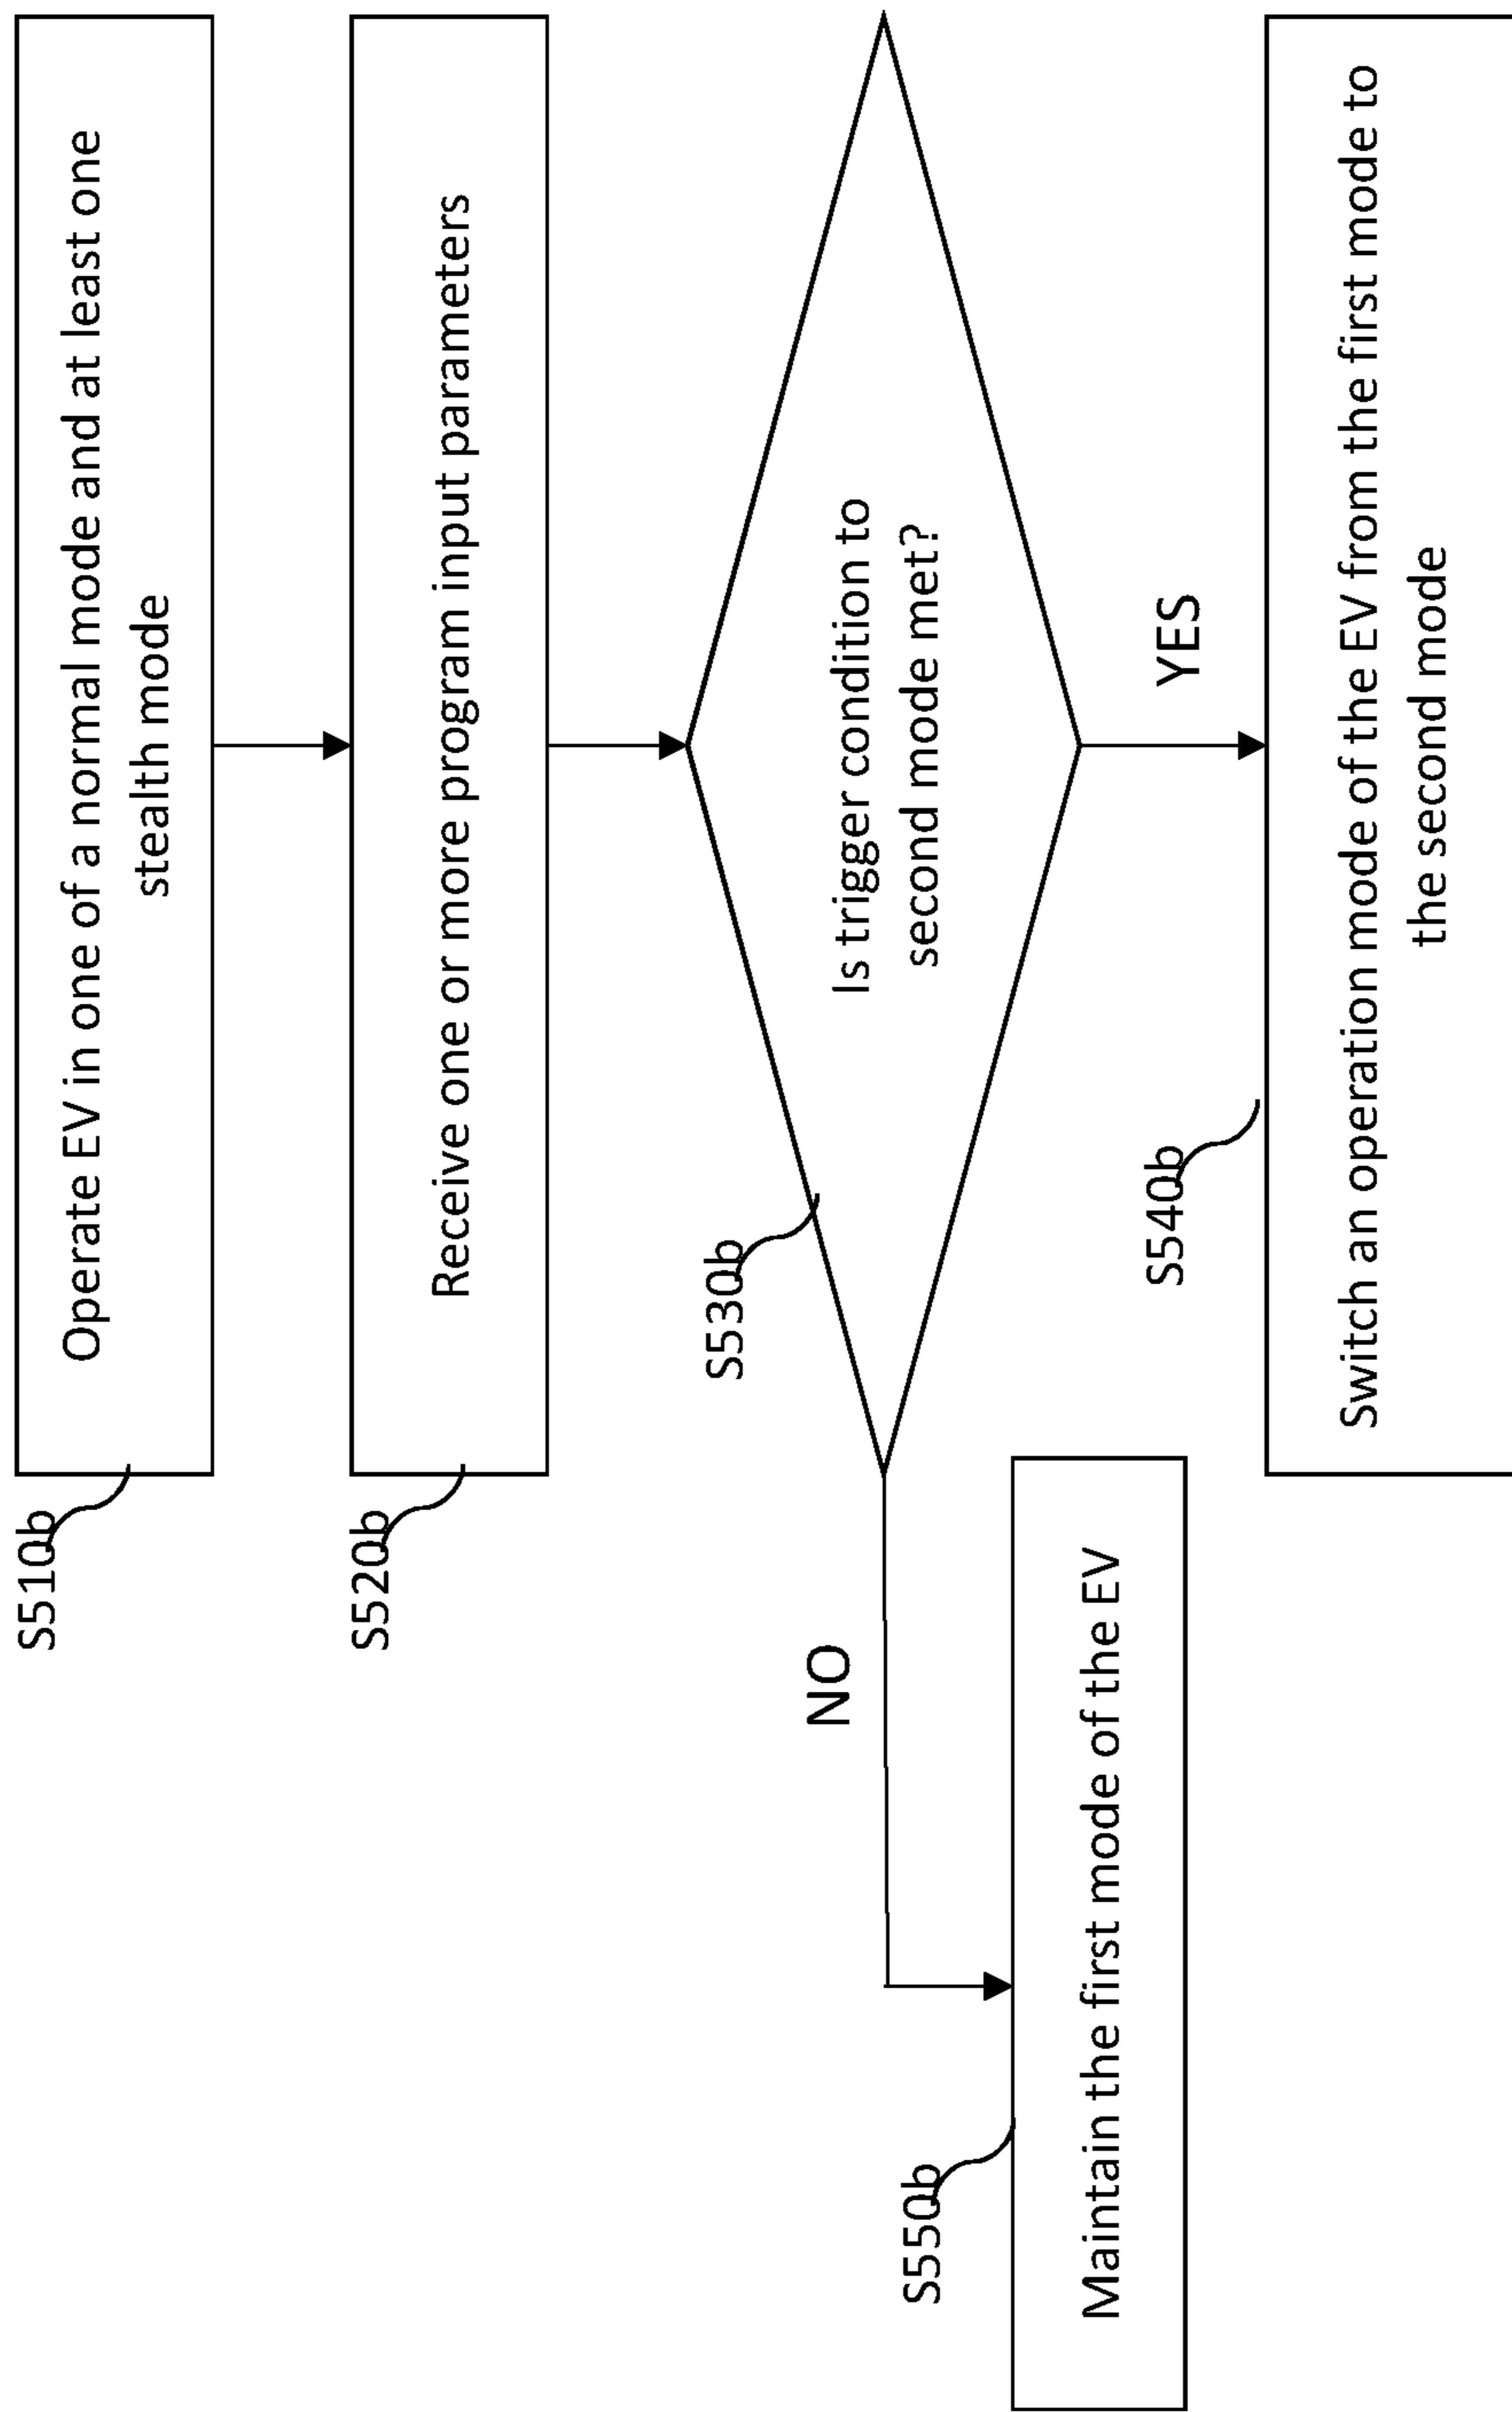 S510b
Operate EV in one of a normal mode and at least one
stealth mode
S520b
Receive one or more program input parameters
S530b
Is trigger condition to
second mode met?
NO
YES
S550b
Maintain the first mode of the EV
S540b
Switch an operation mode of the EV from the first mode to
the second mode